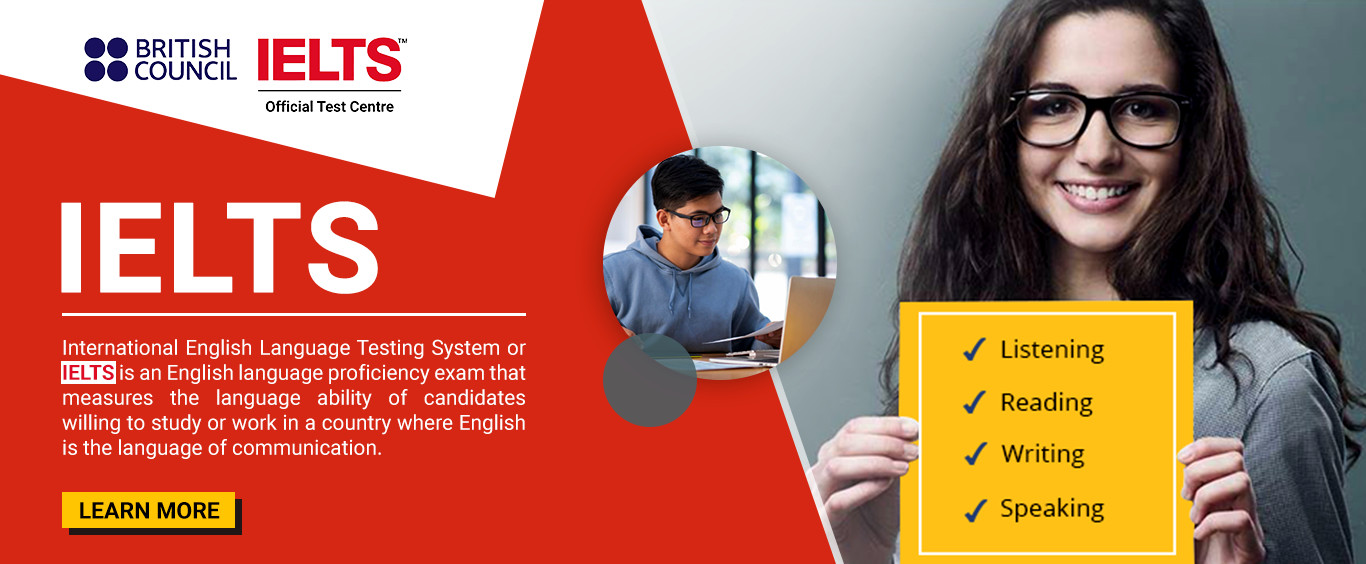 BRITISH
COUNCIL
IELTS™
Official Test Centre
IELTS
International English Language Testing System or
IELTS is an English language proficiency exam that
measures the language ability of candidates
willing to study or work in a country where English
is the language of communication.
LEARN MORE
✓ Listening
✓ Reading
✓ Writing
✓ Speaking